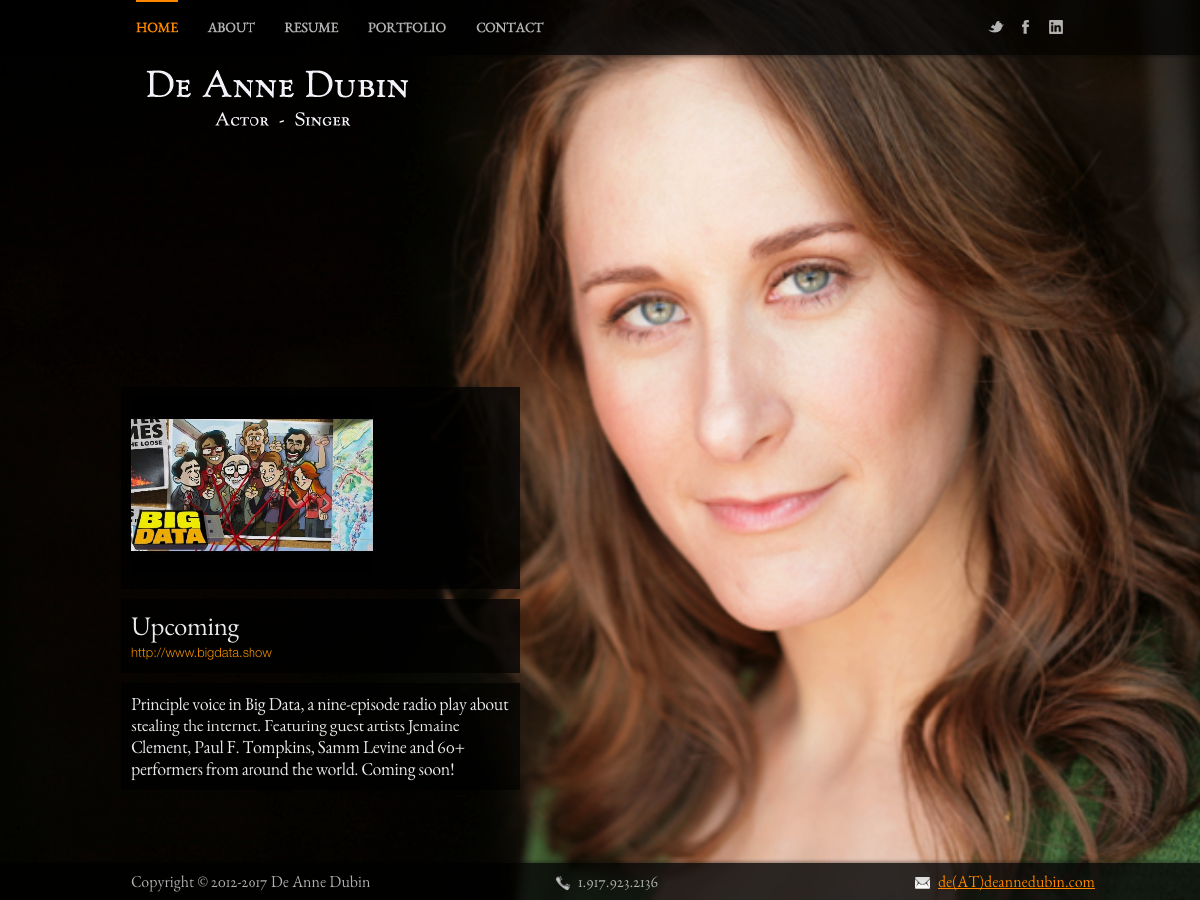 HOME ABOUT RESUME PORTFOLIO CONTACT
De Anne Dubin
Actor - Singer
MES
HE LOOSE
BIG
DATA
Upcoming
http://www.bigdata.show
Principle voice in Big Data, a nine-episode radio play about
stealing the internet. Featuring guest artists Jemaine
Clement, Paul F. Tompkins, Samm Levine and 60+
performers from around the world. Coming soon!
Copyright © 2012-2017 De Anne Dubin
1.917.923.2136
de(AT)deannedubin.com